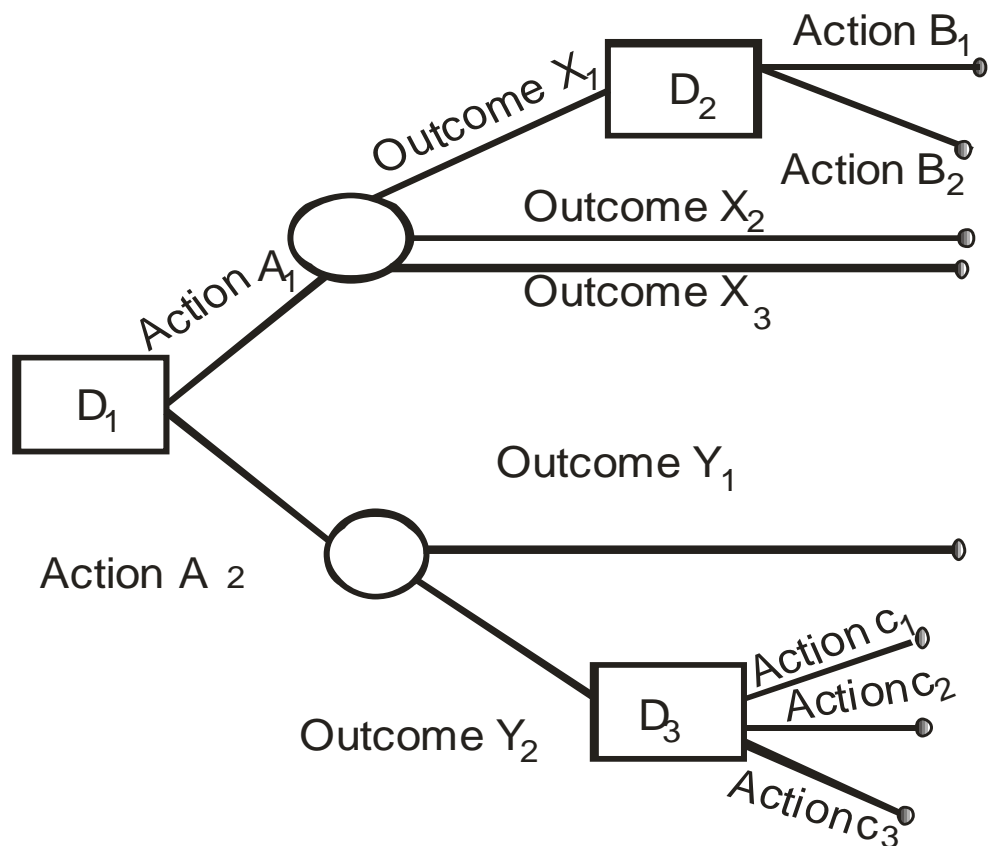 Action B1
Outcome X1
D2
Action B2
Outcome X2
Action A1
Outcome X3
D1
Outcome Y1
Action A 2
Action c1
Action c2
D3
Outcome Y2
Action c3